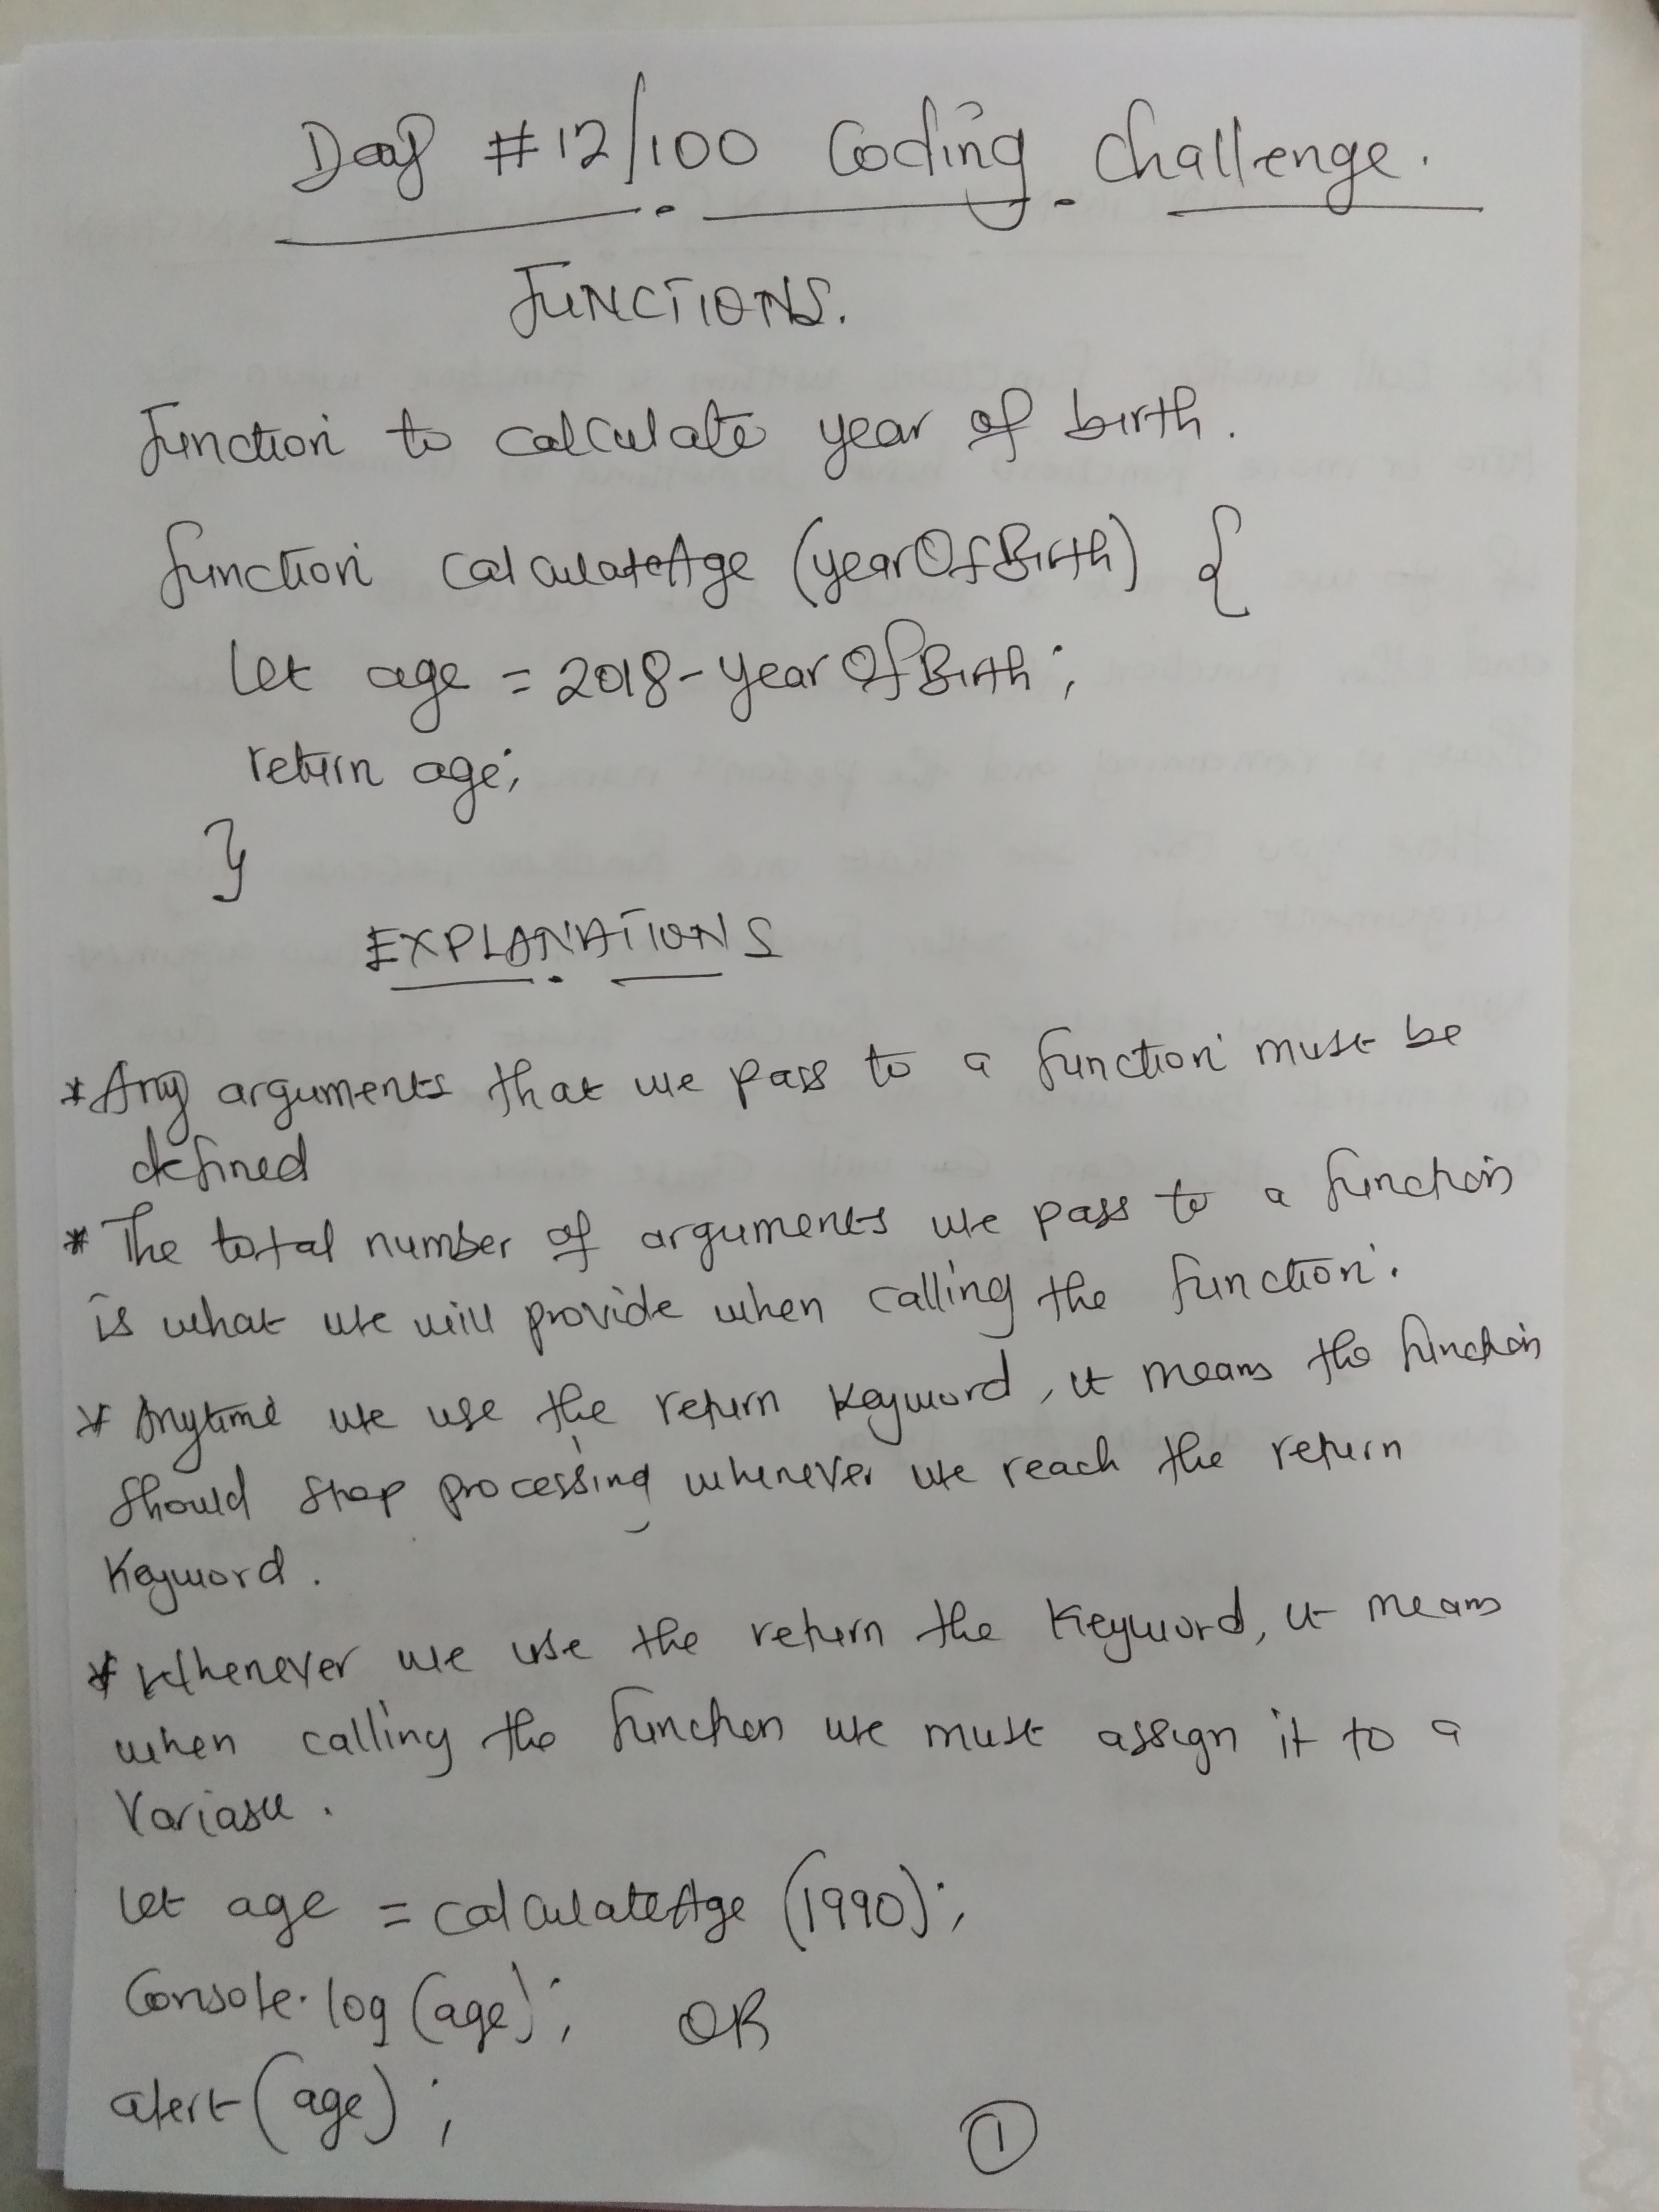 Day #12/100 Coding Challenge.
FUNCTIONS.
Function to calculate year of birth.
function calculateAge (yearOfBirth) {
let age = 2018-yearOfBirth;
return age;
}
EXPLANATIONS
* Any arguments that we pass to a function must be
defined
* The total number of arguments we pass to a function
is what we will provide when calling the function.
* Anytime we use the return keyword, it means the function
should stop processing whenever we reach the return
keyword.
* Whenever we use the return the keyword, it means
when calling the function we must assign it to a
variable.
let age = calculateAge (1990);
Console.log (age); OR
alert (age);
1